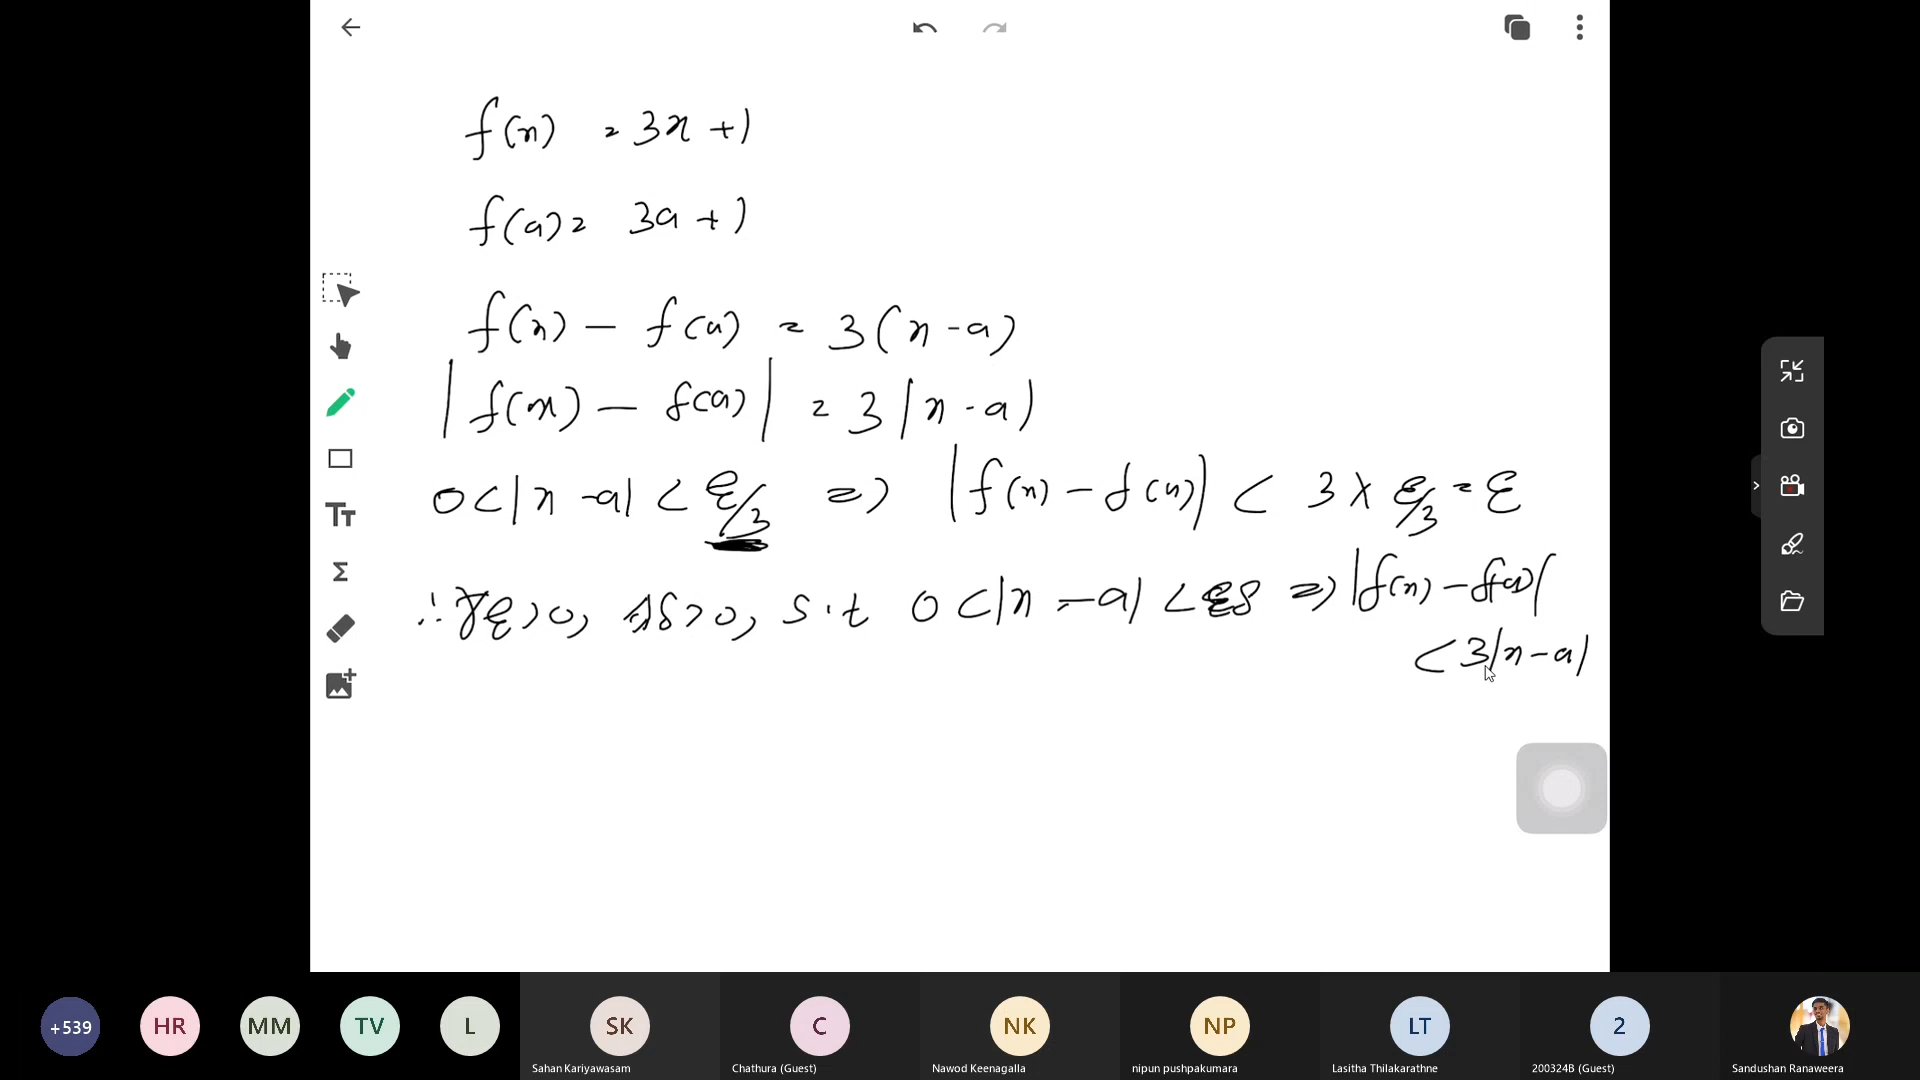 f(x) = 3x + 1
f(a) = 3a + 1
f(x) - f(a) = 3(x-a)
|f(x) - f(a)| = 3|x-a|
0<|x-a| < ε/3 => |f(x) - f(a)| < 3 × ε/3 = ε
∴ ∀ε>0, ∃δ>0, s.t 0<|x-a| < δ => |f(x) - f(a)|
< 3|x-a|
Tт
Σ
+539
HR
MM
TV
L
SK
C
NK
NP
LT
2
Sahan Kariyawasam
Chathura (Guest)
Nawod Keenagalla
nipun pushpakumara
Lasitha Thilakarathne
200324B (Guest)
Sandushan Ranaweera